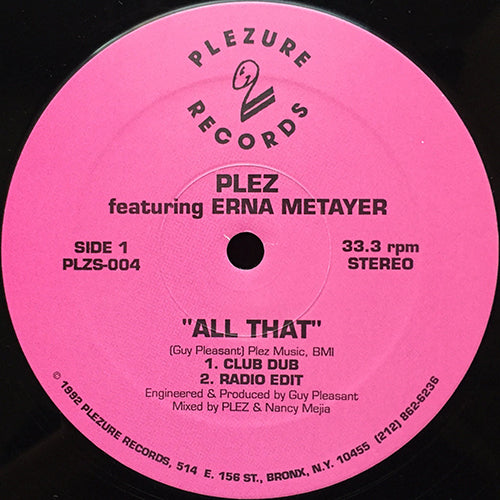 PLEZURE
RECORDS
PLEZ
featuring ERNA METAYER
SIDE 1
PLZS-004
33.3 rpm
STEREO
"ALL THAT"
(Guy Pleasant) Plez Music, BMI
1. CLUB DUB
2. RADIO EDIT
Engineered & Produced by Guy Pleasant
Mixed by PLEZ & Nancy Mejia
© 1992 PLEZURE RECORDS, 514 E. 156 ST., BRONX, N.Y. 10455 (212) 862-6236